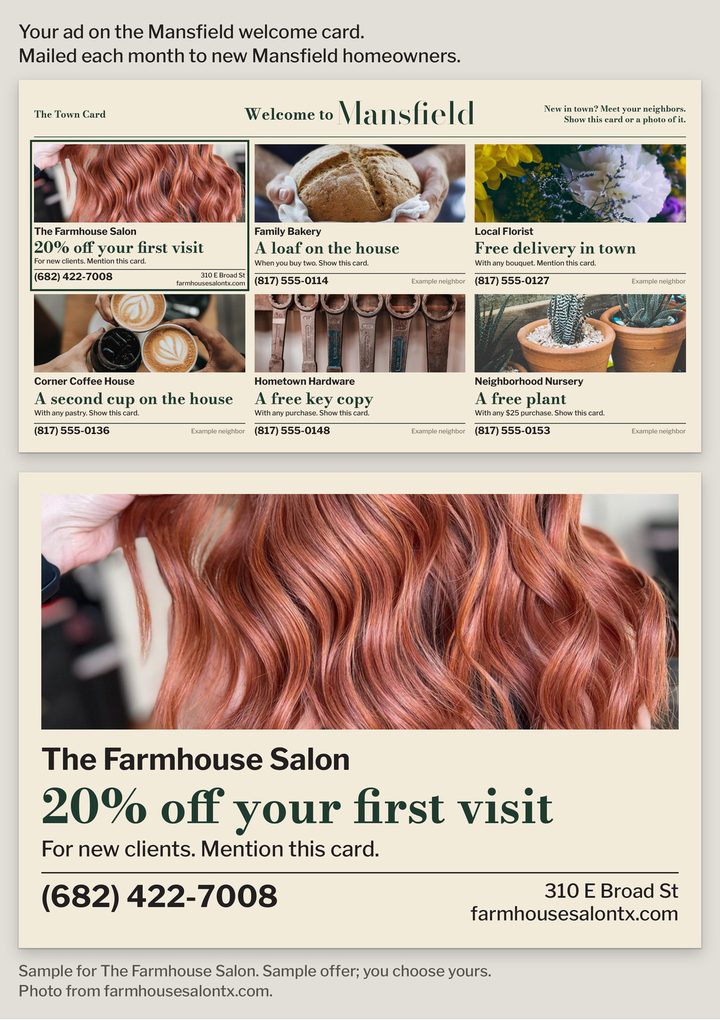 Your ad on the Mansfield welcome card.
Mailed each month to new Mansfield homeowners.
The Town Card
Welcome to Mansfield
New in town? Meet your neighbors.
Show this card or a photo of it.
The Farmhouse Salon
20% off your first visit
For new clients. Mention this card.
(682) 422-7008
310 E Broad St
farmhousesalontx.com
Family Bakery
A loaf on the house
When you buy two. Show this card.
(817) 555-0114
Example neighbor
Local Florist
Free delivery in town
With any bouquet. Mention this card.
(817) 555-0127
Example neighbor
Corner Coffee House
A second cup on the house
With any pastry. Show this card.
(817) 555-0136
Example neighbor
Hometown Hardware
A free key copy
With any purchase. Show this card.
(817) 555-0148
Example neighbor
Neighborhood Nursery
A free plant
With any $25 purchase. Show this card.
(817) 555-0153
Example neighbor
The Farmhouse Salon
20% off your first visit
For new clients. Mention this card.
(682) 422-7008
310 E Broad St
farmhousesalontx.com
Sample for The Farmhouse Salon. Sample offer; you choose yours.
Photo from farmhousesalontx.com.